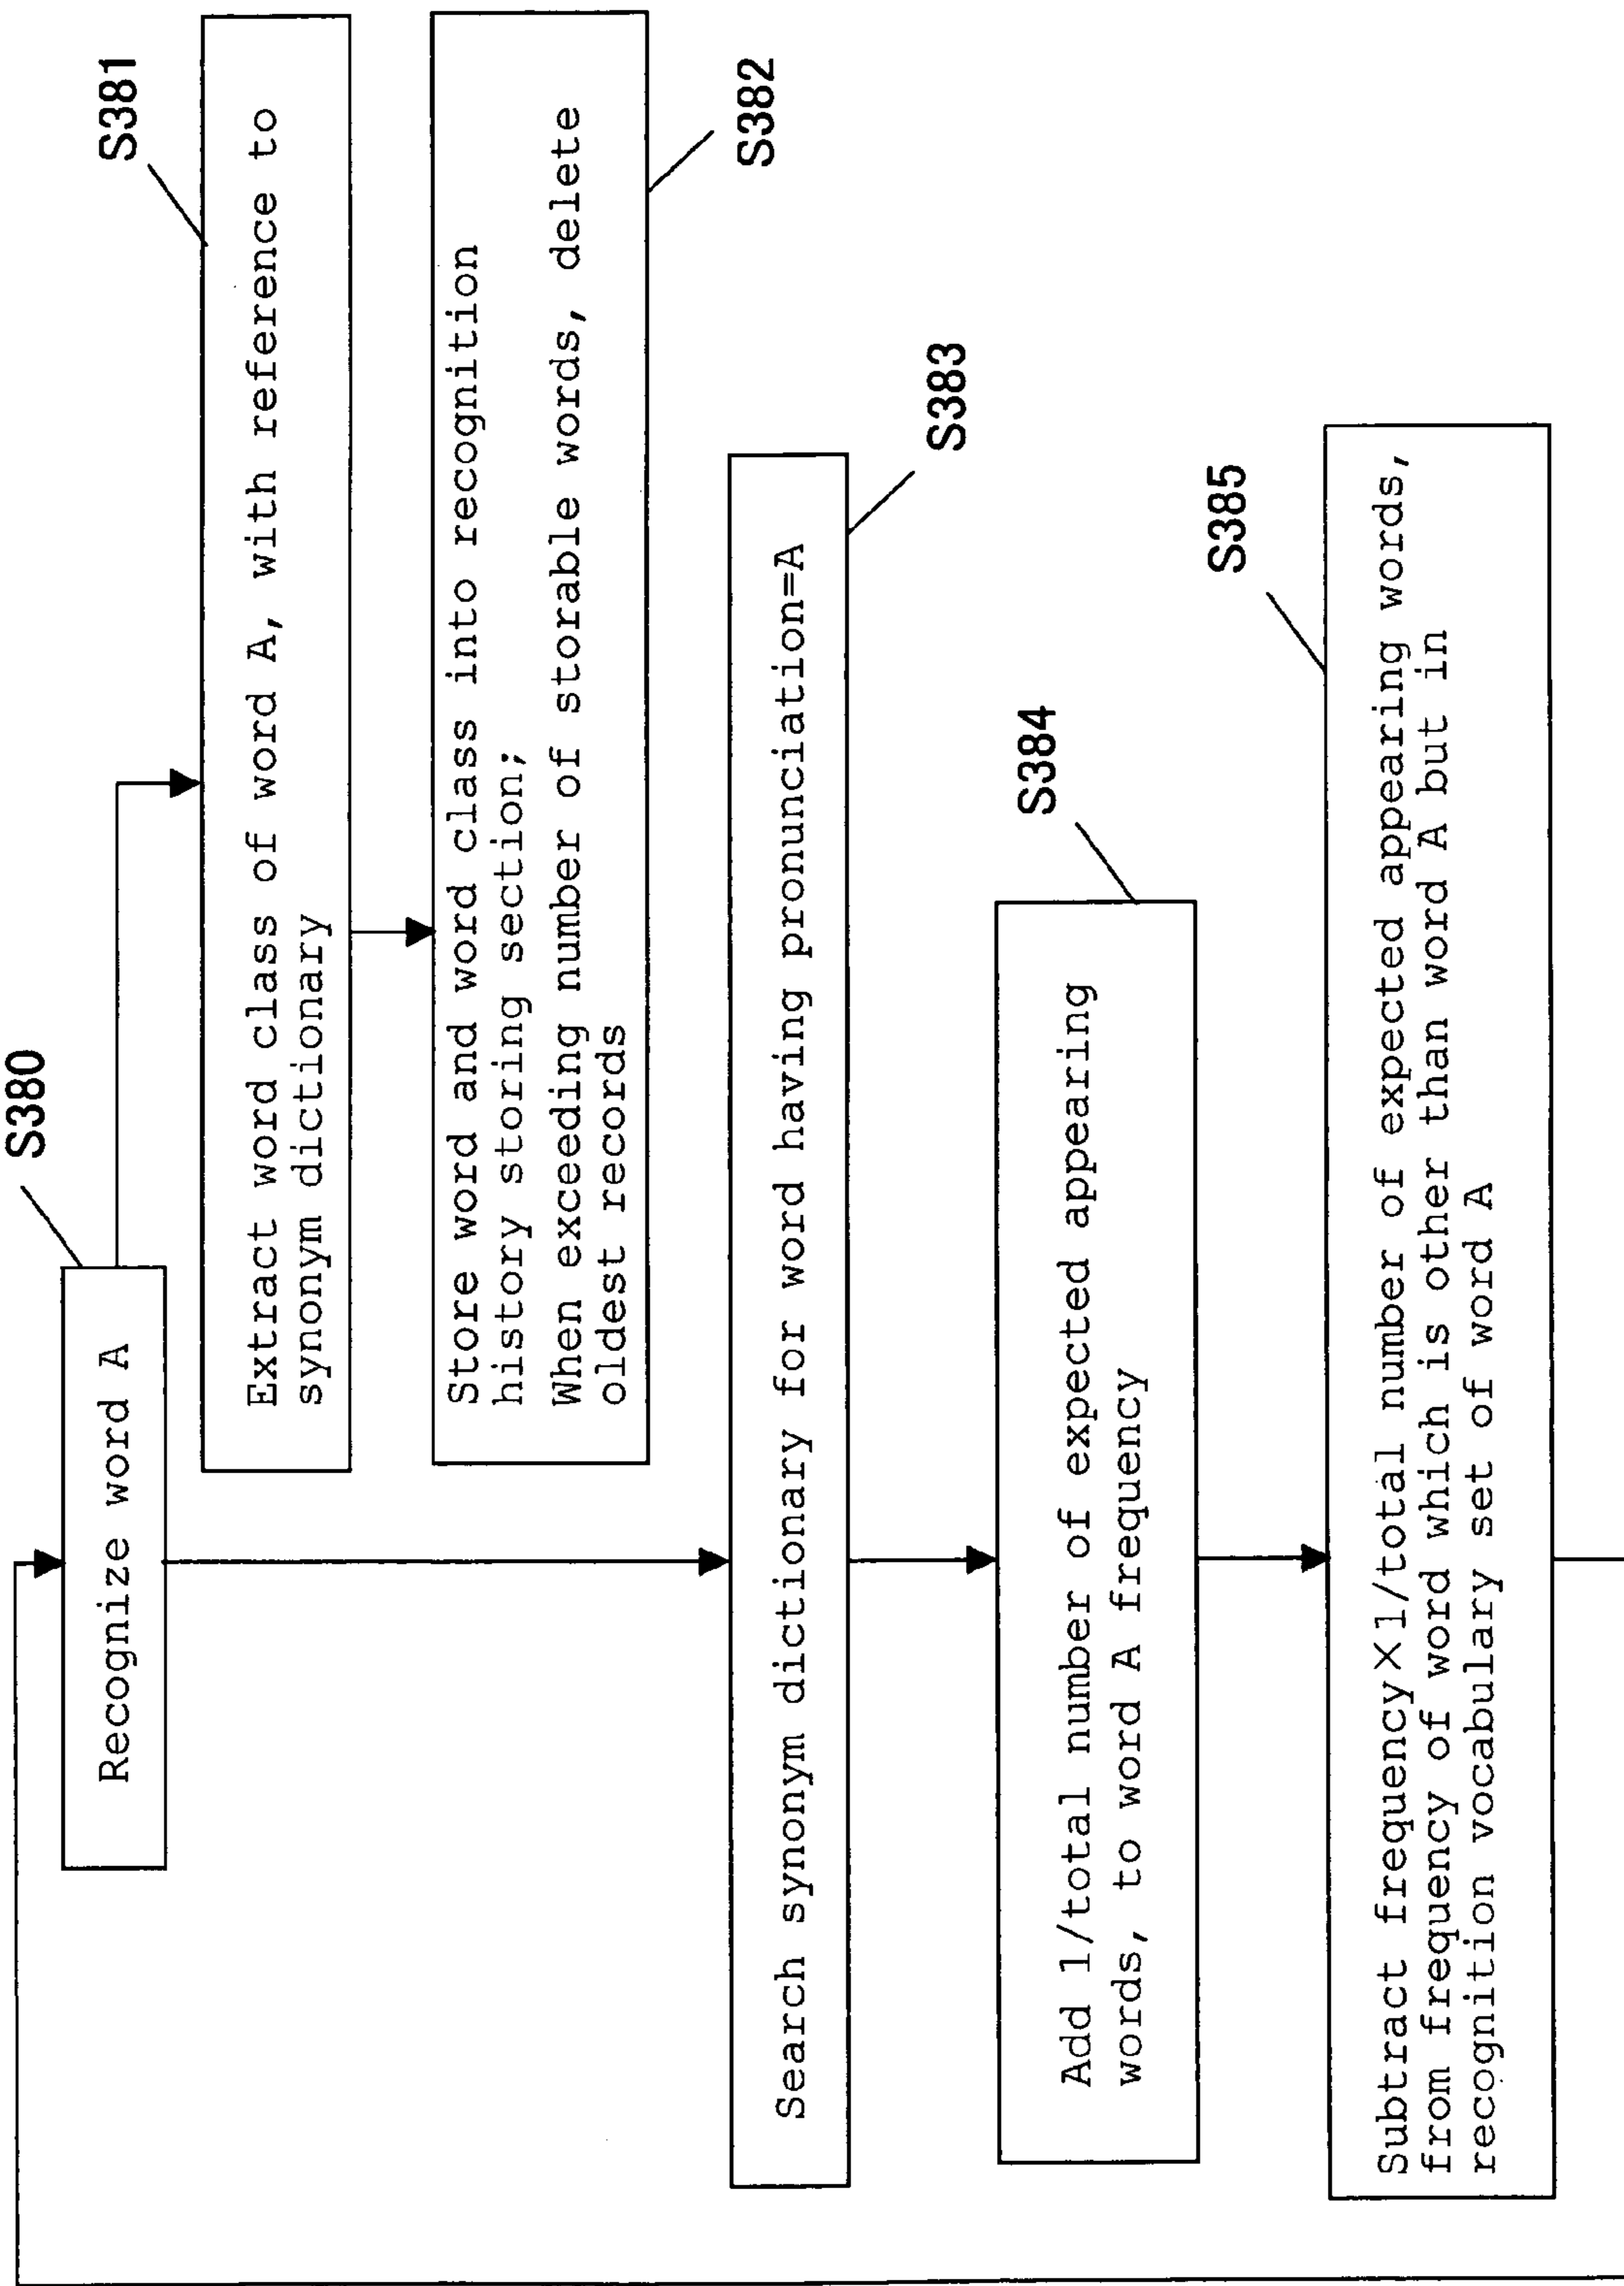 S380
Recognize word A
S381
Extract word class of word A, with reference to
synonym dictionary
Store word and word class into recognition
history storing section;
When exceeding number of storable words, delete
oldest records
S382
Search synonym dictionary for word having pronunciation=A
S383
S384
Add 1/total number of expected appearing
words, to word A frequency
S385
Subtract frequency×1/total number of expected appearing words,
from frequency of word which is other than word A but in
recognition vocabulary set of word A